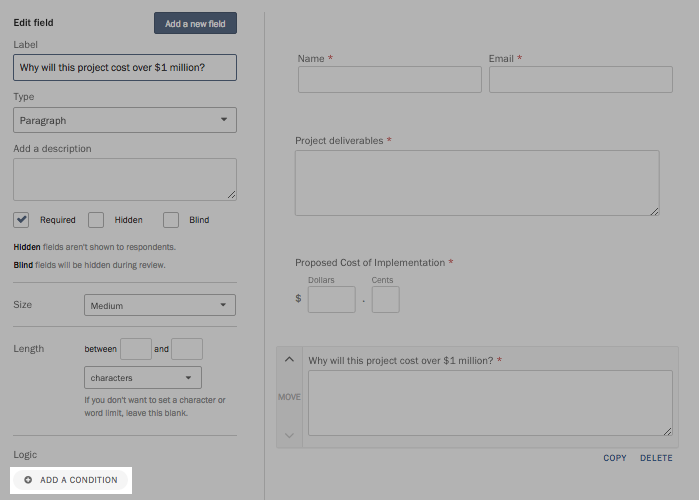 Edit field
Add a new field
Label
Why will this project cost over $1 million?
Type
Paragraph
Add a description
Required
Hidden
Blind
Hidden fields aren't shown to respondents.
Blind fields will be hidden during review.
Size
Medium
Length
between
and
characters
If you don't want to set a character or
word limit, leave this blank.
Logic
ADD A CONDITION
Name *
Email *
Project deliverables *
Proposed Cost of Implementation *
Dollars
Cents
$
.
Why will this project cost over $1 million? *
MOVE
COPY
DELETE